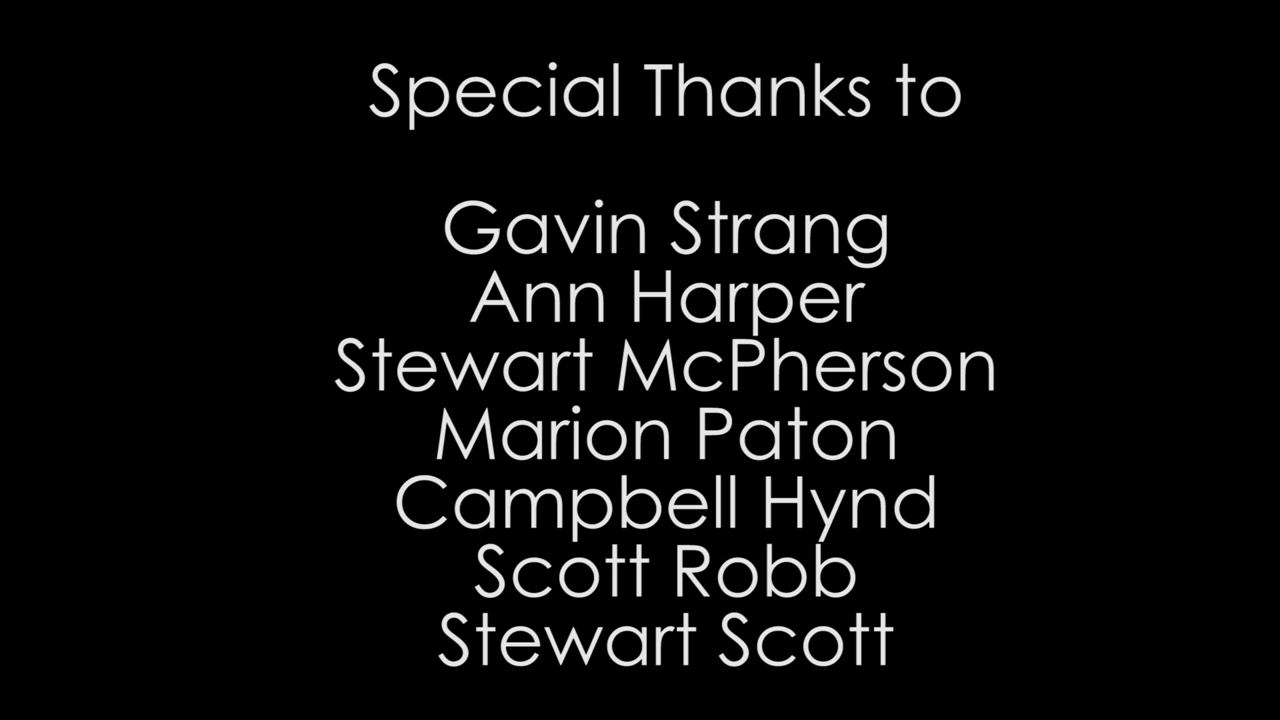 Special Thanks to
Gavin Strang
Ann Harper
Stewart McPherson
Marion Paton
Campbell Hynd
Scott Robb
Stewart Scott